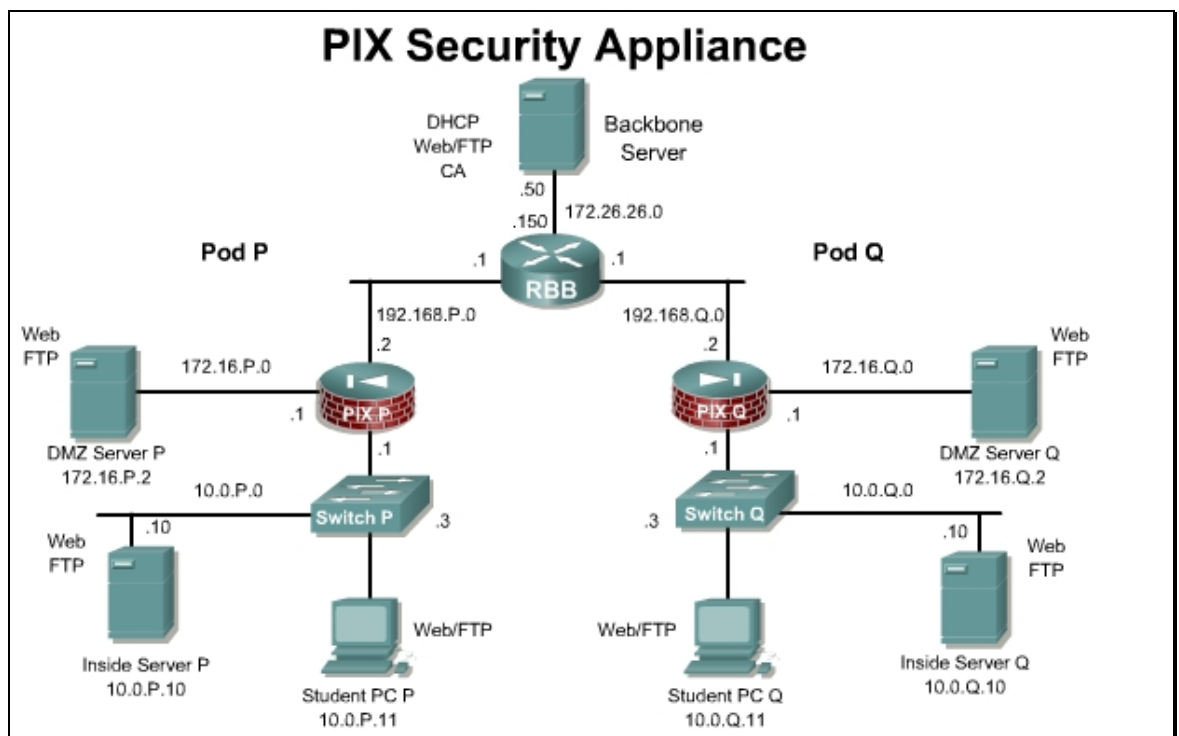 PIX Security Appliance
DHCP
Web/FTP
CA
Backbone
Server
.50
.150
172.26.26.0
Pod P
Pod Q
.1
.1
RBB
192.168.P.0
192.168.Q.0
.2
.2
Web
FTP
172.16.P.0
172.16.Q.0
Web
FTP
PIX P
PIX Q
.1
.1
DMZ Server P
172.16.P.2
DMZ Server Q
172.16.Q.2
.1
.1
10.0.P.0
10.0.Q.0
Switch P
.3
.3
Switch Q
.10
.10
Web
FTP
Web
FTP
Web/FTP
Web/FTP
Inside Server P
10.0.P.10
Student PC P
10.0.P.11
Student PC Q
10.0.Q.11
Inside Server Q
10.0.Q.10